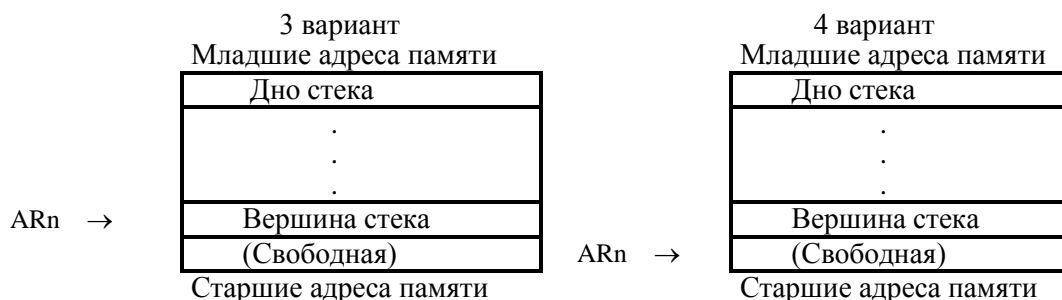 3 вариант
Младшие адреса памяти
Дно стека
.
.
.
ARn → Вершина стека
(Свободная)
Старшие адреса памяти
4 вариант
Младшие адреса памяти
Дно стека
.
.
.
Вершина стека
ARn → (Свободная)
Старшие адреса памяти